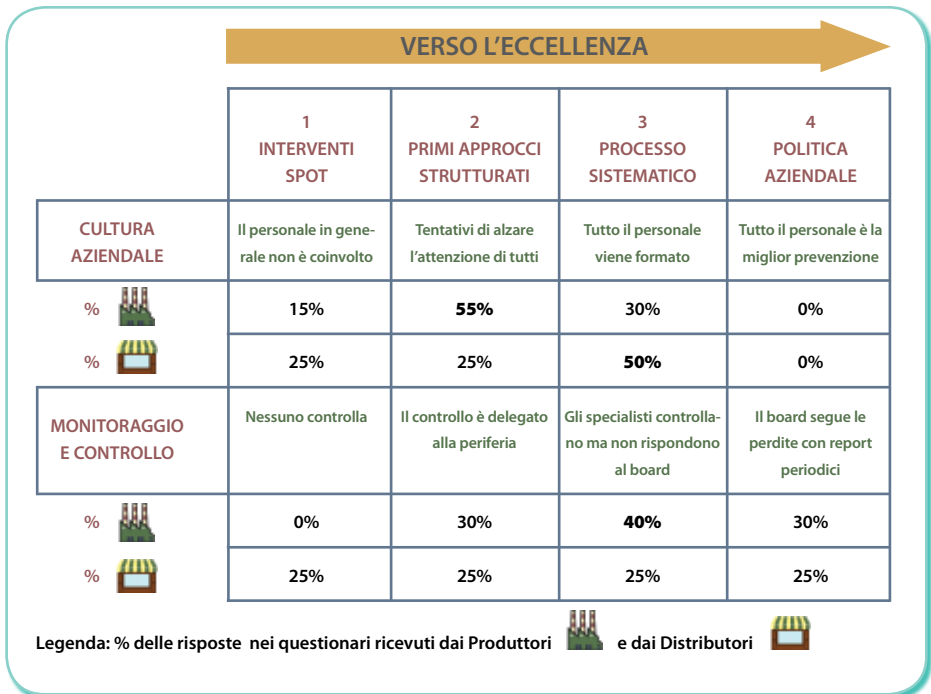 VERSO L'ECCELLENZA
1
INTERVENTI
SPOT
2
PRIMI APPROCCI
STRUTTURATI
3
PROCESSO
SISTEMATICO
4
POLITICA
AZIENDALE
CULTURA
AZIENDALE
Il personale in gene-
rale non è coinvolto
Tentativi di alzare
l'attenzione di tutti
Tutto il personale
viene formato
Tutto il personale è la
miglior prevenzione
%
15%
55%
30%
0%
%
25%
25%
50%
0%
MONITORAGGIO
E CONTROLLO
Nessuno controlla
Il controllo è delegato
alla periferia
Gli specialisti controlla-
no ma non rispondono
al board
Il board segue le
perdite con report
periodici
%
0%
30%
40%
30%
%
25%
25%
25%
25%
Legenda: % delle risposte nei questionari ricevuti dai Produttori e dai Distributori